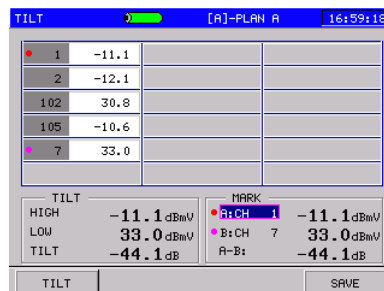 TILT [A]-PLAN A 16:59:18
1 -11.1
2 -12.1
102 30.8
105 -10.6
7 33.0
TILT
HIGH -11.1dBmV
LOW 33.0dBmV
TILT -44.1dB
MARK
A:CH 1 -11.1dBmV
B:CH 7 33.0dBmV
A-B: -44.1dB
TILT SAVE